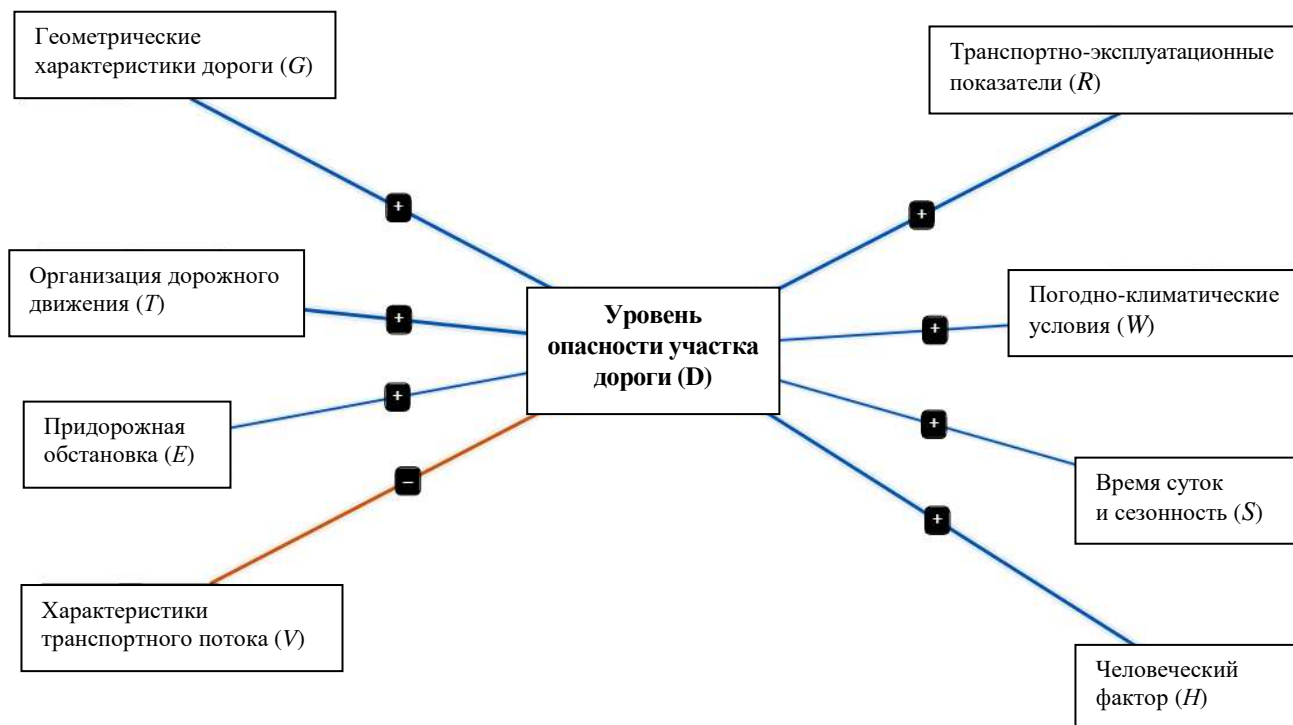 Геометрические
характеристики дороги (G)
Транспортно-эксплуатационные
показатели (R)
+
+
Организация дорожного
движения (T)
+
Уровень
опасности участка
дороги (D)
+
Погодно-климатические
условия (W)
Придорожная
обстановка (E)
+
+
Время суток
и сезонность (S)
–
+
Характеристики
транспортного потока (V)
Человеческий
фактор (H)